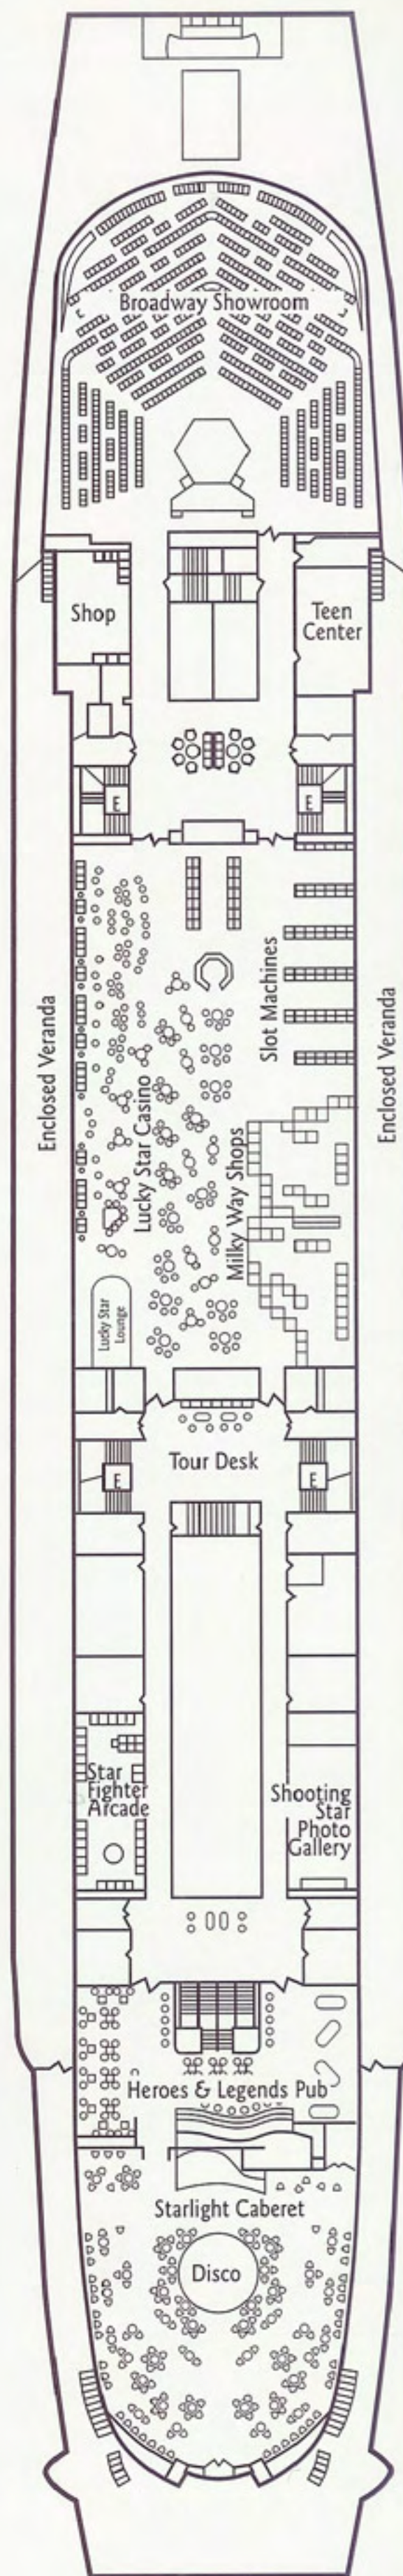 Broadway Showroom
Shop
Teen
Center
E
E
Slot Machines
Enclosed Veranda
Enclosed Veranda
Lucky Star Casino
Milky Way Shops
Lucky Star
Lounge
Tour Desk
E
E
Star
Fighter
Arcade
Shooting
Star
Photo
Gallery
Heroes & Legends Pub
Starlight Caberet
Disco